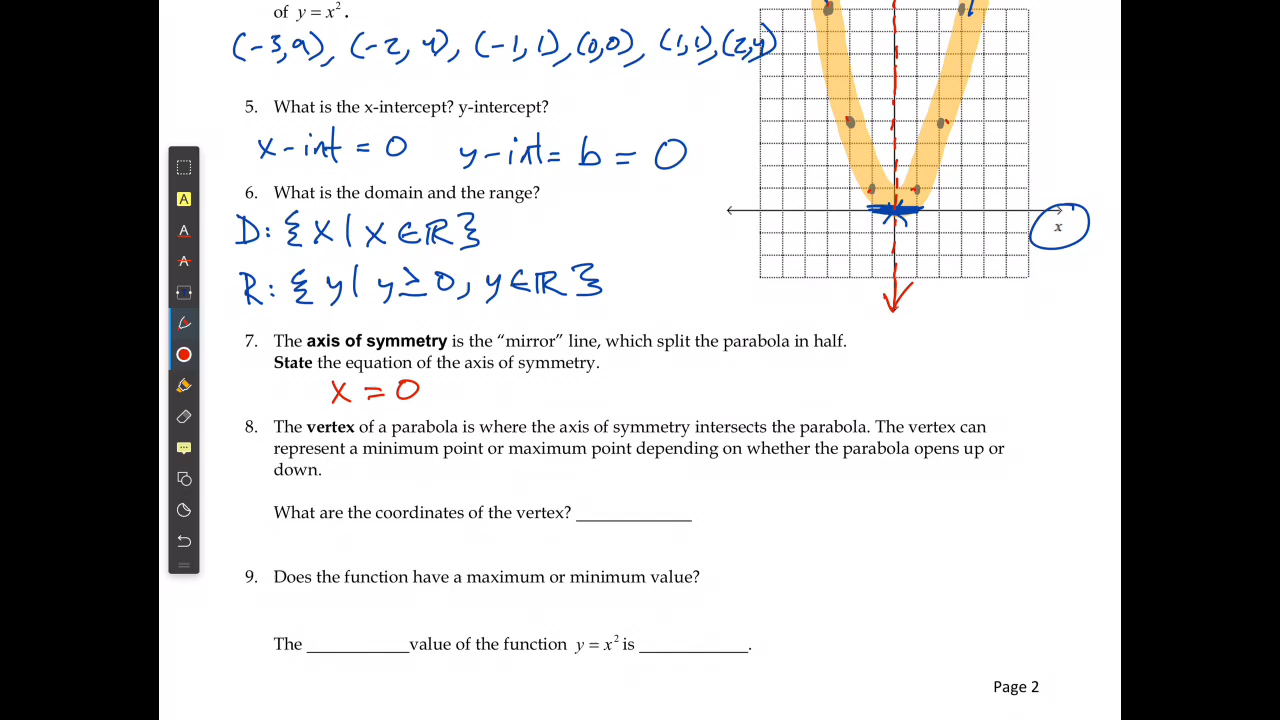 of y = x².
(-3,9), (-2, 4), (-1, 1), (0,0), (1,1), (2,4)
5. What is the x-intercept? y-intercept?
x-int = 0 y-int = b = 0
6. What is the domain and the range?
D: {x | x ∈ ℝ}
x
R: {y | y ≥ 0, y ∈ ℝ}
7. The axis of symmetry is the “mirror” line, which split the parabola in half.
State the equation of the axis of symmetry.
x = 0
8. The vertex of a parabola is where the axis of symmetry intersects the parabola. The vertex can
represent a minimum point or maximum point depending on whether the parabola opens up or
down.
What are the coordinates of the vertex? ____________
9. Does the function have a maximum or minimum value?
The ____________ value of the function y = x² is ____________.
Page 2
A
A
A